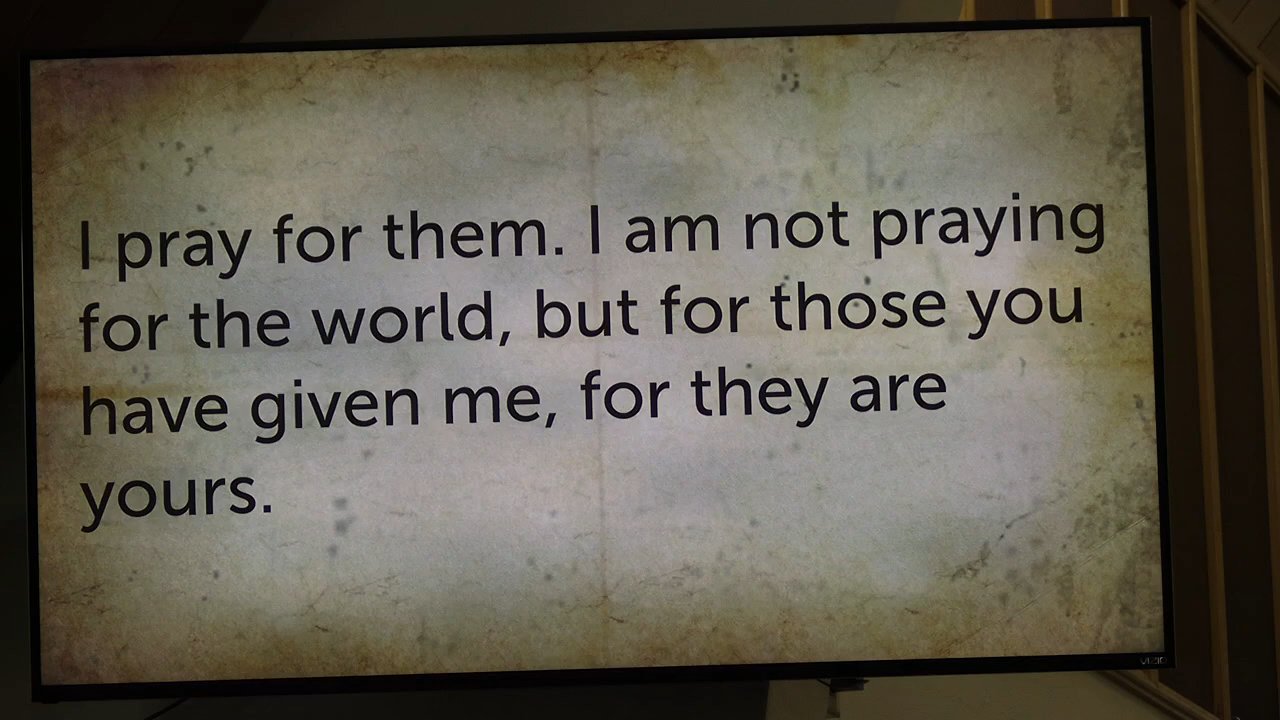 I pray for them. I am not praying
for the world, but for those you
have given me, for they are
yours.
VIZIO